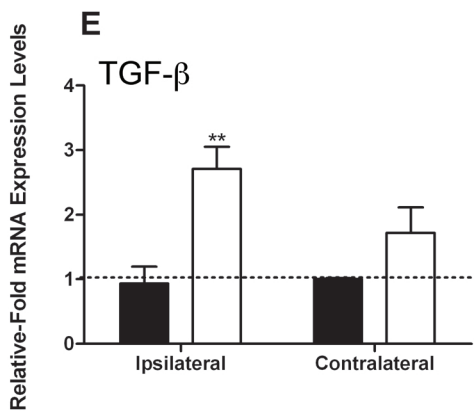 E
TGF-β
Relative-Fold mRNA Expression Levels
4
3
2
1
0
**
Ipsilateral
Contralateral